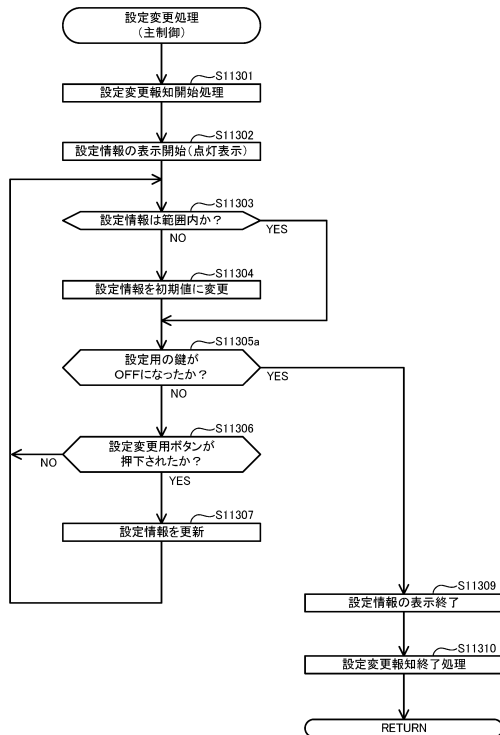 設定変更処理
(主制御)
S11301
設定変更報知開始処理
S11302
設定情報の表示開始(点灯表示)
S11303
設定情報は範囲内か？
YES
NO
S11304
設定情報を初期値に変更
S11305a
設定用の鍵が
OFFになったか？
YES
NO
S11306
設定変更用ボタンが
押下されたか？
NO
YES
S11307
設定情報を更新
S11309
設定情報の表示終了
S11310
設定変更報知終了処理
RETURN